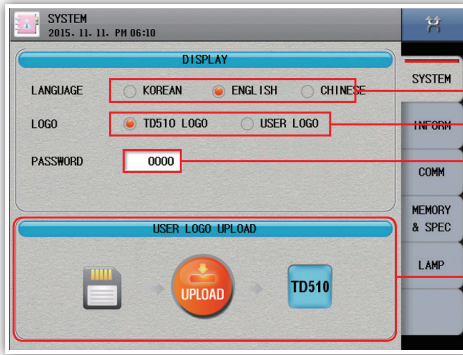 SYSTEM
2015. 11. 11. PM 06:10
DISPLAY
LANGUAGE KOREAN ENGLISH CHINESE
LOGO TD510 LOGO USER LOGO
PASSWORD 0000
USER LOGO UPLOAD
UPLOAD
TD510
SYSTEM
INFORM
COMM
MEMORY
& SPEC
LAMP